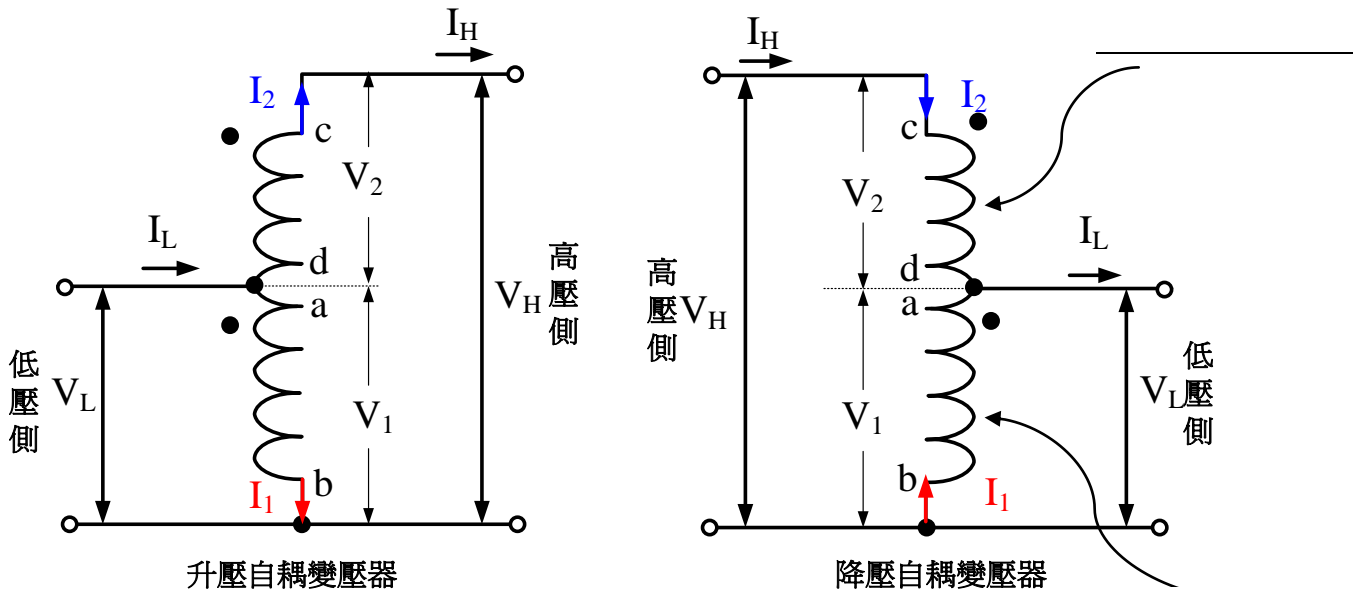 I_H
I_2
c
V_2
I_L
d
a
V_H
高壓側
低壓側
V_L
V_1
b
I_1
升壓自耦變壓器
I_H
I_2
c
V_2
I_L
d
a
高壓側
V_H
V_1
V_L
低壓側
b
I_1
降壓自耦變壓器